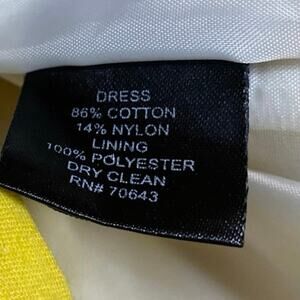 DRESS
86% COTTON
14% NYLON
LINING
100% POLYESTER
DRY CLEAN
RN# 70643